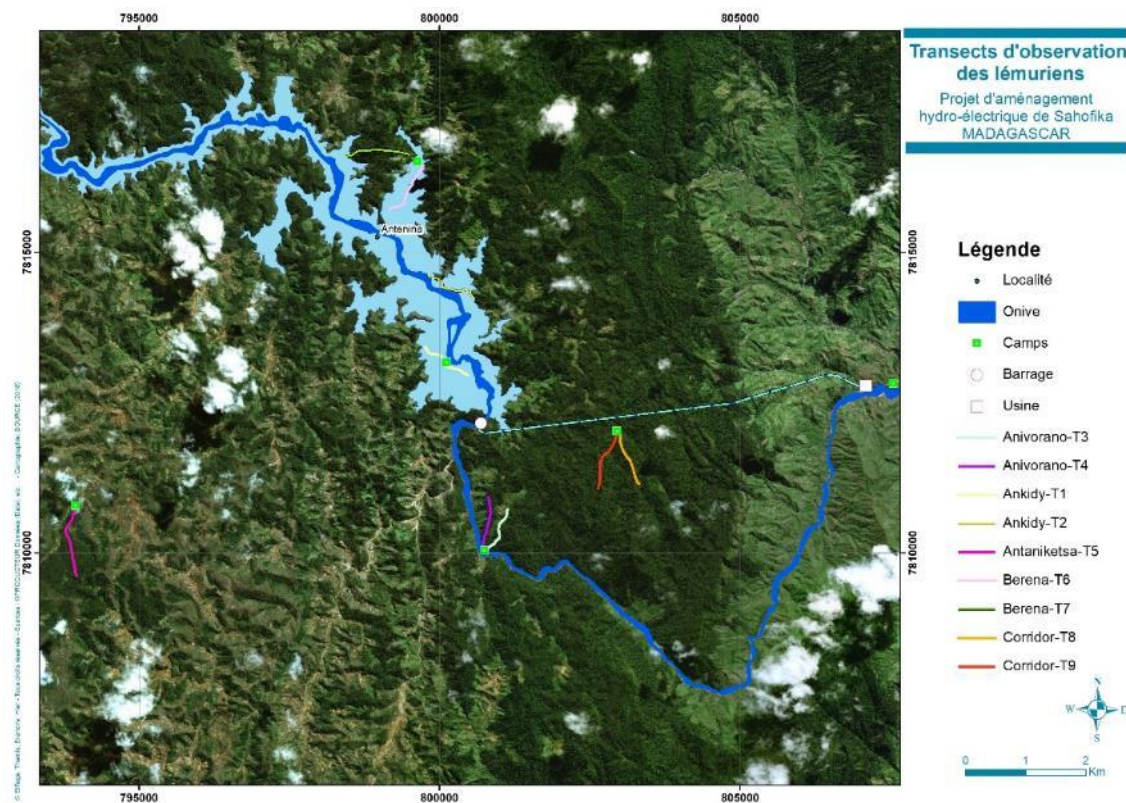 795000
800000
805000
Transects d'observation
des lémuriens
Projet d'aménagement
hydro-électrique de Sahofika
MADAGASCAR
7815000
7815000
Antenina
7810000
7810000
Légende
Localité
Onive
Camps
Barrage
Usine
Anivorano-T3
Anivorano-T4
Ankidy-T1
Ankidy-T2
Antaniketsa-T5
Berena-T6
Berena-T7
Corridor-T8
Corridor-T9
N
W
S
0 1 2
Km
795000
800000
805000